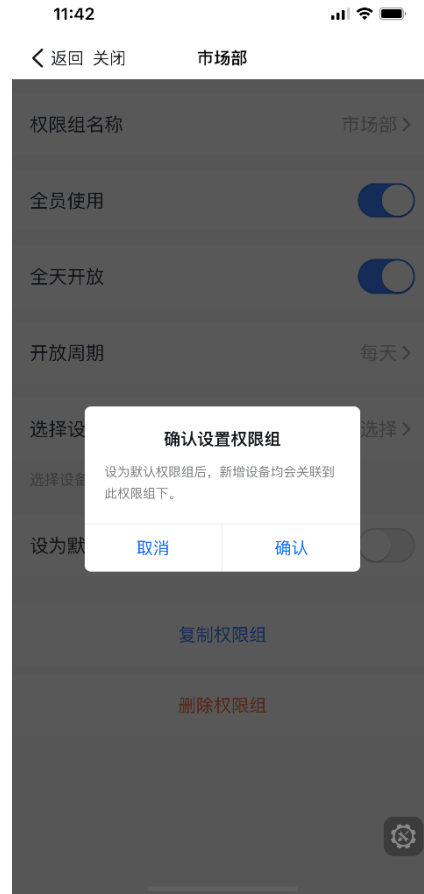 11:42
返回 关闭 市场部
权限组名称 市场部
全员使用
全天开放
开放周期 每天
选择设 选择
选择设备
确认设置权限组
设为默认权限组后，新增设备均会关联到
此权限组下。
设为默
取消 确认
复制权限组
删除权限组